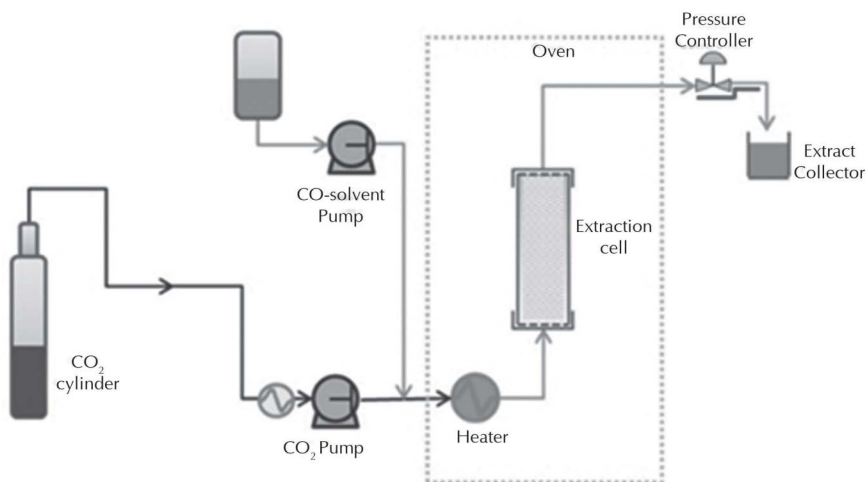 Pressure
Controller
Oven
Extract
Collector
CO-solvent
Pump
Extraction
cell
CO₂
cylinder
CO₂ Pump
Heater